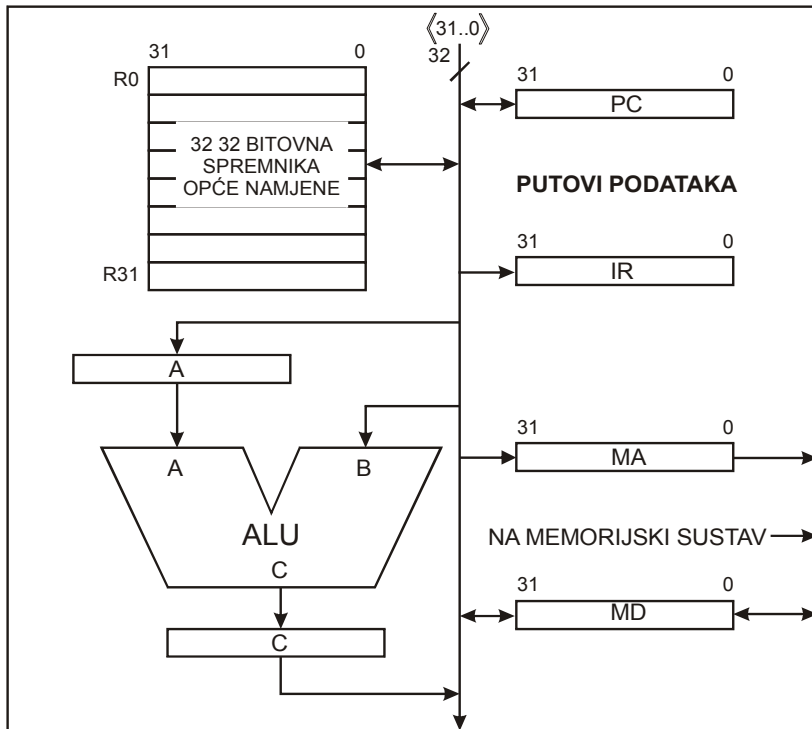 ⟪31..0⟫
32
31 0
R0
32 32 BITOVNA
SPREMNIKA
OPĆE NAMJENE
R31
31 0
PC
PUTOVI PODATAKA
31 0
IR
A
A B
ALU
C
C
31 0
MA
NA MEMORIJSKI SUSTAV
31 0
MD